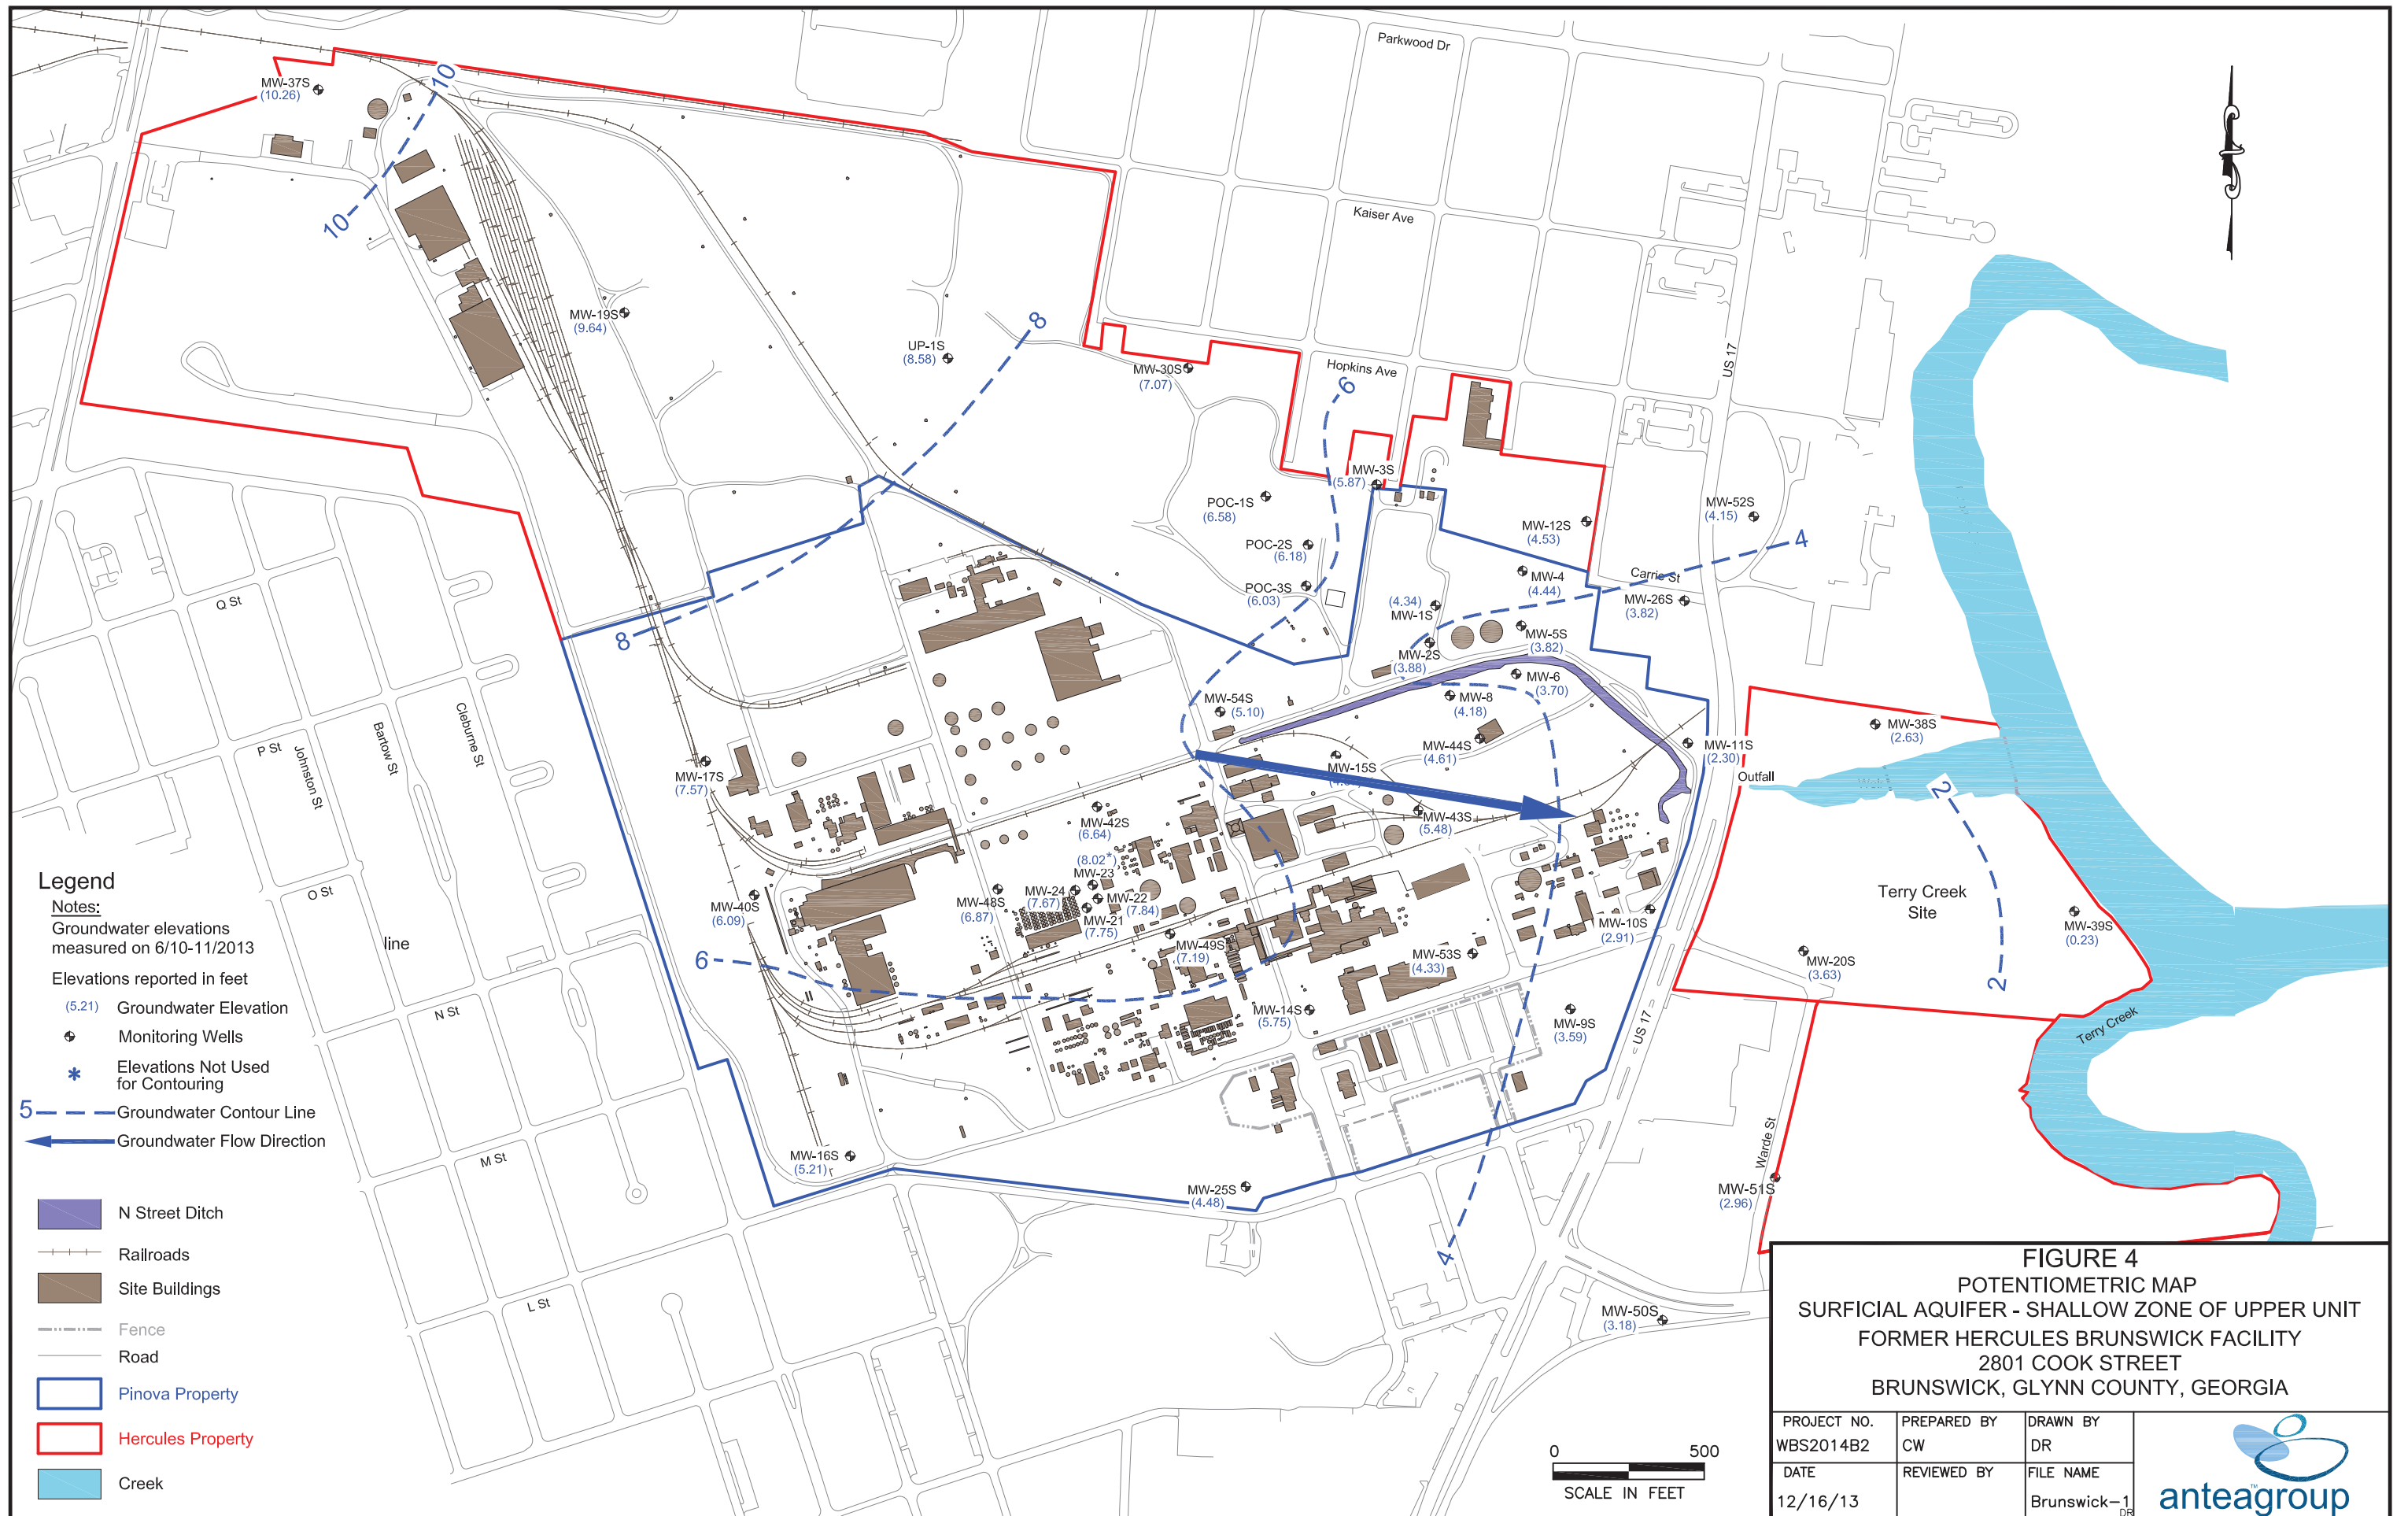 Parkwood Dr
MW-37S
(10.26)
10
10
Kaiser Ave
MW-19S
(9.64)
UP-1S
(8.58)
8
MW-30S
(7.07)
Hopkins Ave
6
US 17
MW-3S
(5.87)
POC-1S
(6.58)
MW-52S
(4.15)
MW-12S
(4.53)
POC-2S
(6.18)
4
POC-3S
(6.03)
MW-4
(4.44)
Carrie St
MW-26S
(3.82)
(4.34)
MW-1S
Q St
8
MW-2S
(3.88)
MW-5S
(3.82)
MW-6
(3.70)
MW-8
(4.18)
MW-54S
(5.10)
Cleburne St
Bartow St
Johnston St
P St
MW-38S
(2.63)
MW-44S
(4.61)
MW-11S
(2.30)
Outfall
MW-15S
MW-17S
(7.57)
2
MW-42S
(6.64)
MW-43S
(5.48)
(8.02*)
MW-23
MW-24
(7.67)
MW-22
(7.84)
MW-21
(7.75)
MW-48S
(6.87)
MW-40S
(6.09)
O St
Terry Creek
Site
MW-10S
(2.91)
MW-39S
(0.23)
MW-49S
(7.19)
MW-53S
(4.33)
MW-20S
(3.63)
6
2
line
N St
MW-14S
(5.75)
MW-9S
(3.59)
US 17
Terry Creek
Warde St
M St
MW-16S
(5.21)
MW-25S
(4.48)
MW-51S
(2.96)
4
L St
MW-50S
(3.18)
Legend
Notes:
Groundwater elevations
measured on 6/10-11/2013
Elevations reported in feet
(5.21) Groundwater Elevation
Monitoring Wells
* Elevations Not Used
for Contouring
5 Groundwater Contour Line
Groundwater Flow Direction
N Street Ditch
Railroads
Site Buildings
Fence
Road
Pinova Property
Hercules Property
Creek
0 500
SCALE IN FEET
FIGURE 4
POTENTIOMETRIC MAP
SURFICIAL AQUIFER - SHALLOW ZONE OF UPPER UNIT
FORMER HERCULES BRUNSWICK FACILITY
2801 COOK STREET
BRUNSWICK, GLYNN COUNTY, GEORGIA
PROJECT NO. PREPARED BY DRAWN BY
WBS2014B2 CW DR
DATE REVIEWED BY FILE NAME
12/16/13 Brunswick-1
DR
anteagroup
TM